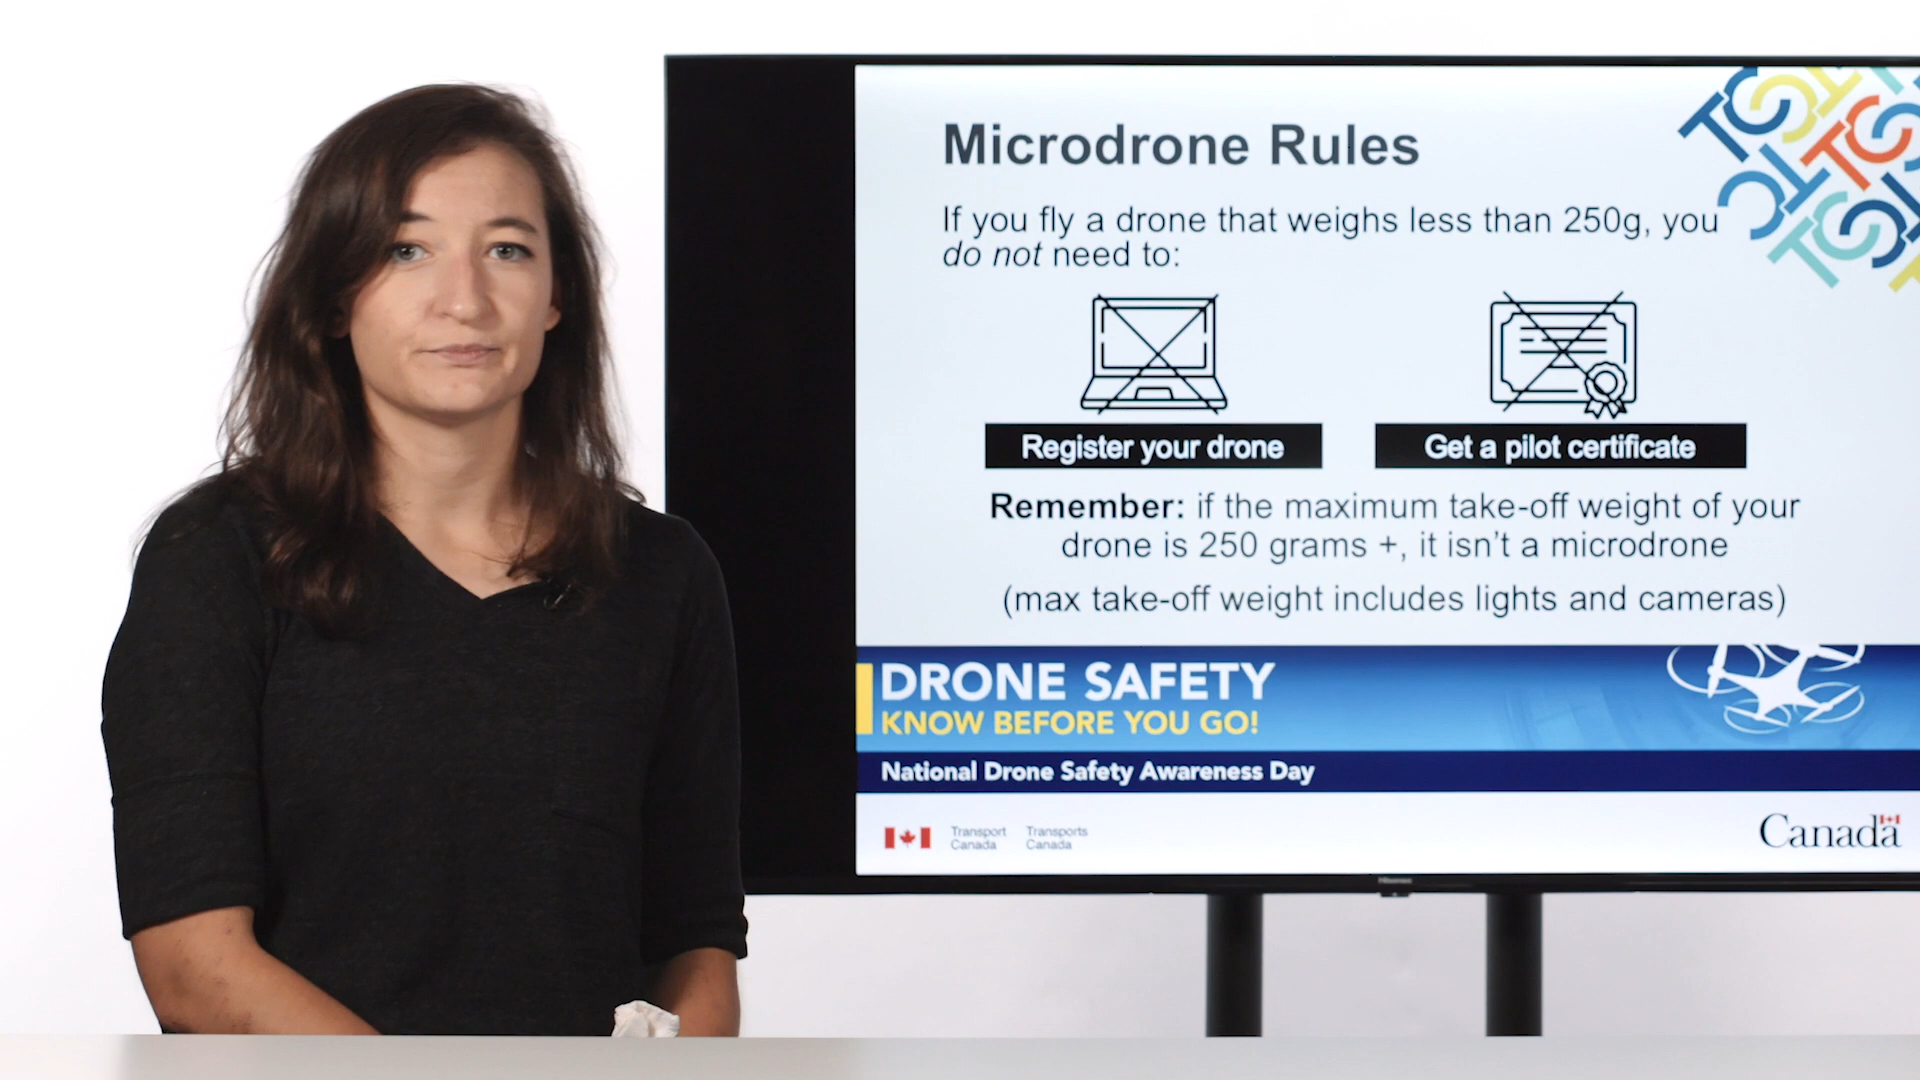 Microdrone Rules
If you fly a drone that weighs less than 250g, you
do not need to:
Register your drone
Get a pilot certificate
Remember: if the maximum take-off weight of your
drone is 250 grams +, it isn't a microdrone
(max take-off weight includes lights and cameras)
DRONE SAFETY
KNOW BEFORE YOU GO!
National Drone Safety Awareness Day
Transport Canada
Transports Canada
Canada
Hisense